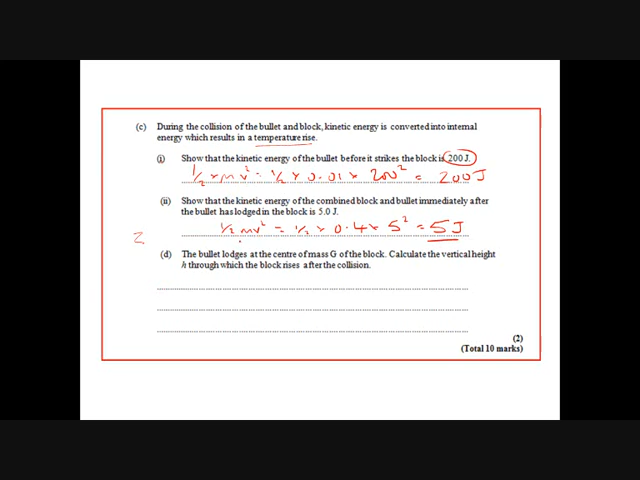 (c) During the collision of the bullet and block, kinetic energy is converted into internal
energy which results in a temperature rise.
(i) Show that the kinetic energy of the bullet before it strikes the block is 200 J.
1/2 × mv² = 1/2 × 0.01 × 200² = 200J
(ii) Show that the kinetic energy of the combined block and bullet immediately after
the bullet has lodged in the block is 5.0 J.
1/2 mv² = 1/2 × 0.4 × 5² = 5J
(d) The bullet lodges at the centre of mass G of the block. Calculate the vertical height
h through which the block rises after the collision.
(2)
(Total 10 marks)